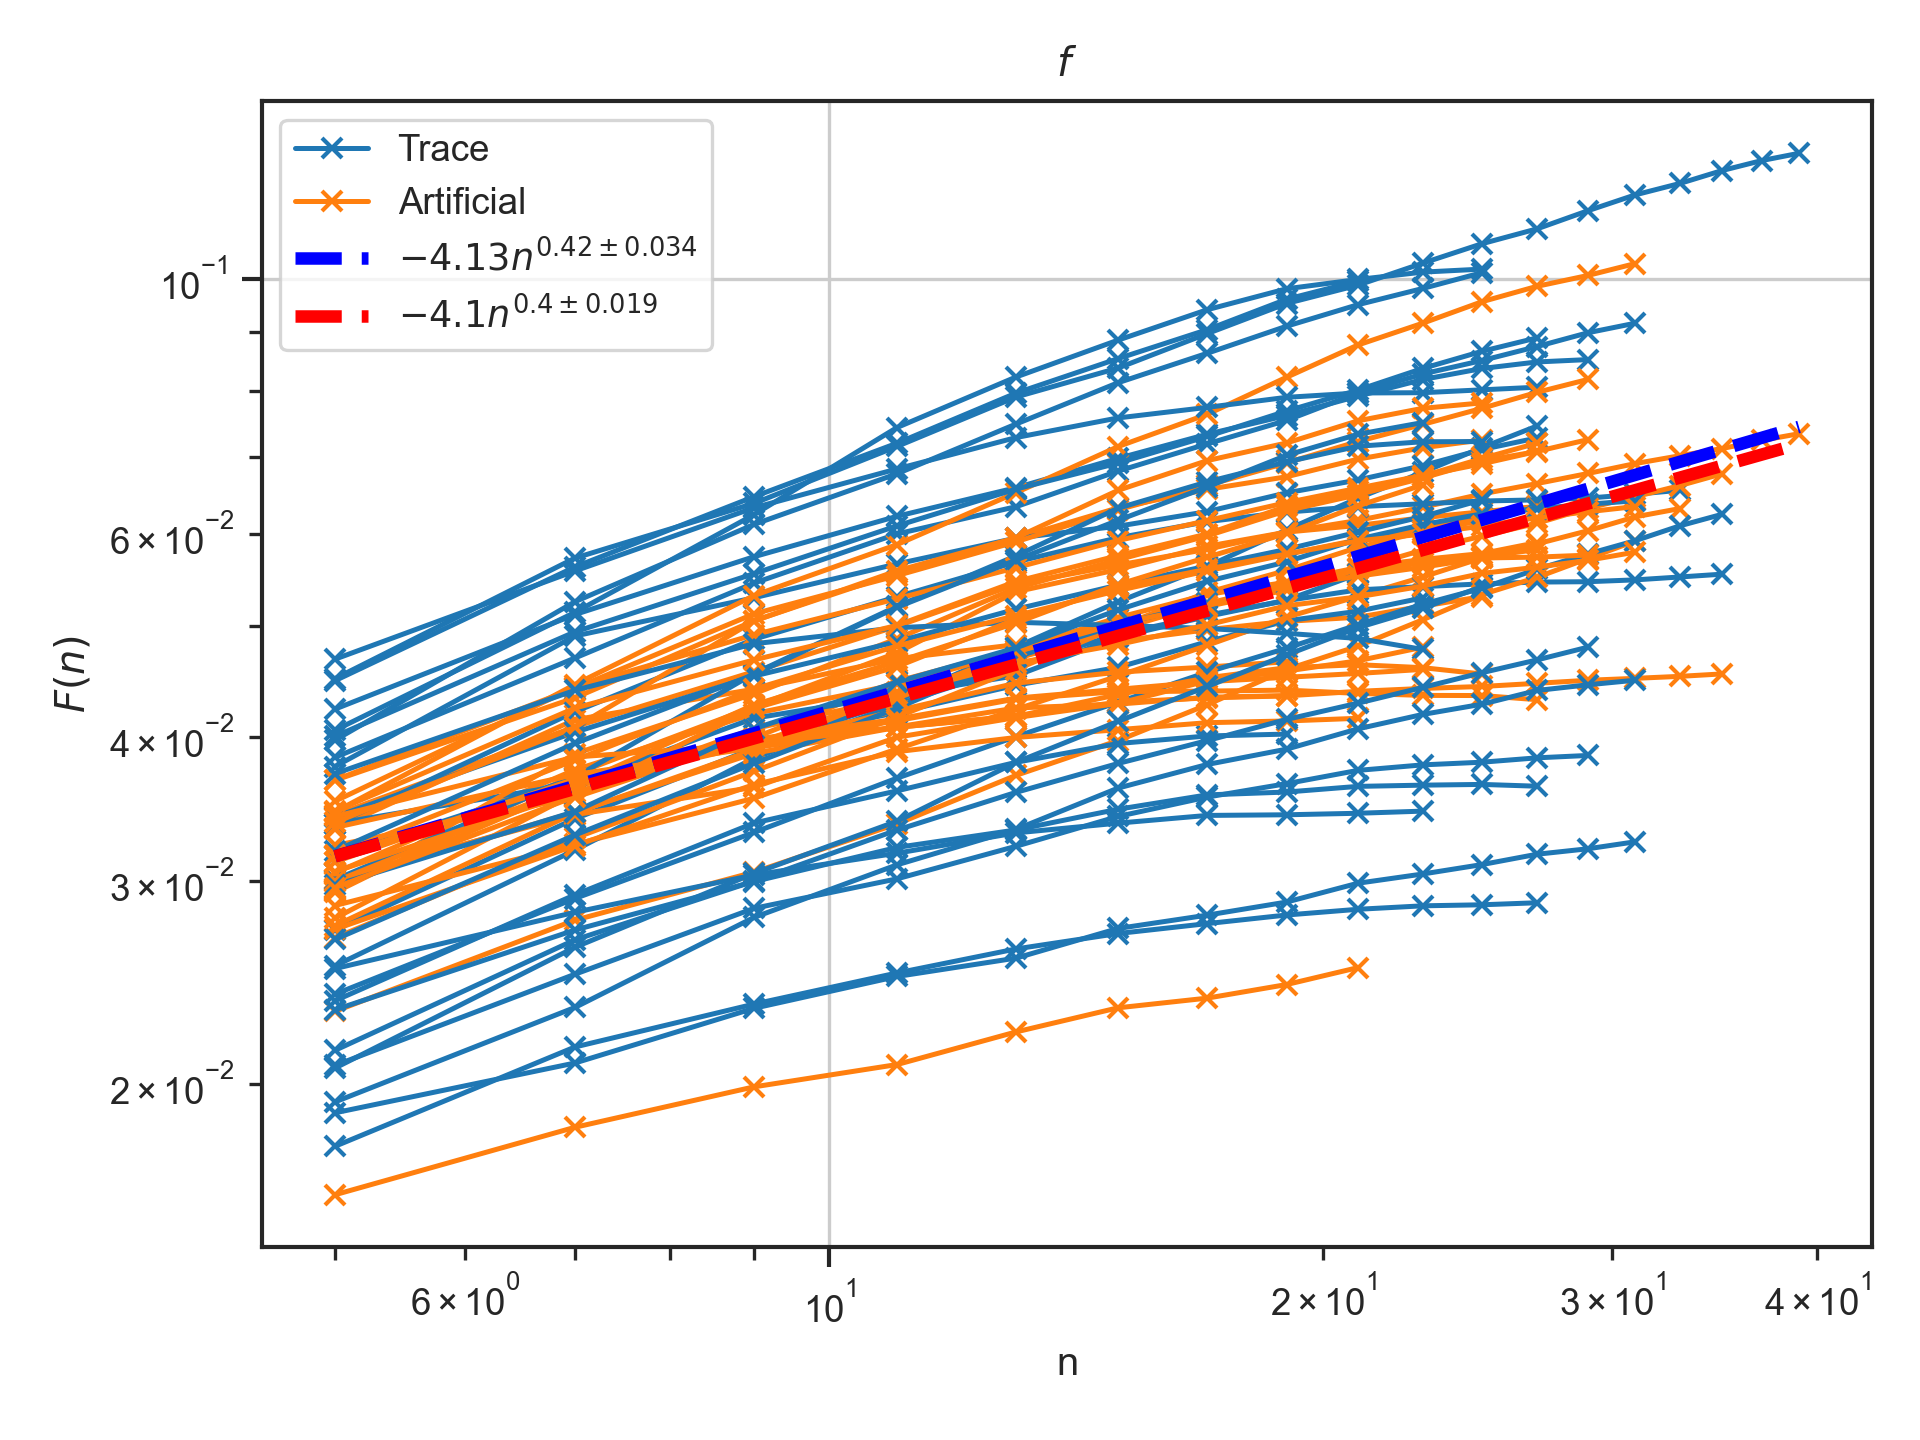 f
Trace
Artificial
−4.13n^{0.42±0.034}
−4.1n^{0.4±0.019}
10^{−1}
6×10^{−2}
4×10^{−2}
3×10^{−2}
2×10^{−2}
F(n)
6×10^{0}
10^{1}
2×10^{1}
3×10^{1}
4×10^{1}
n